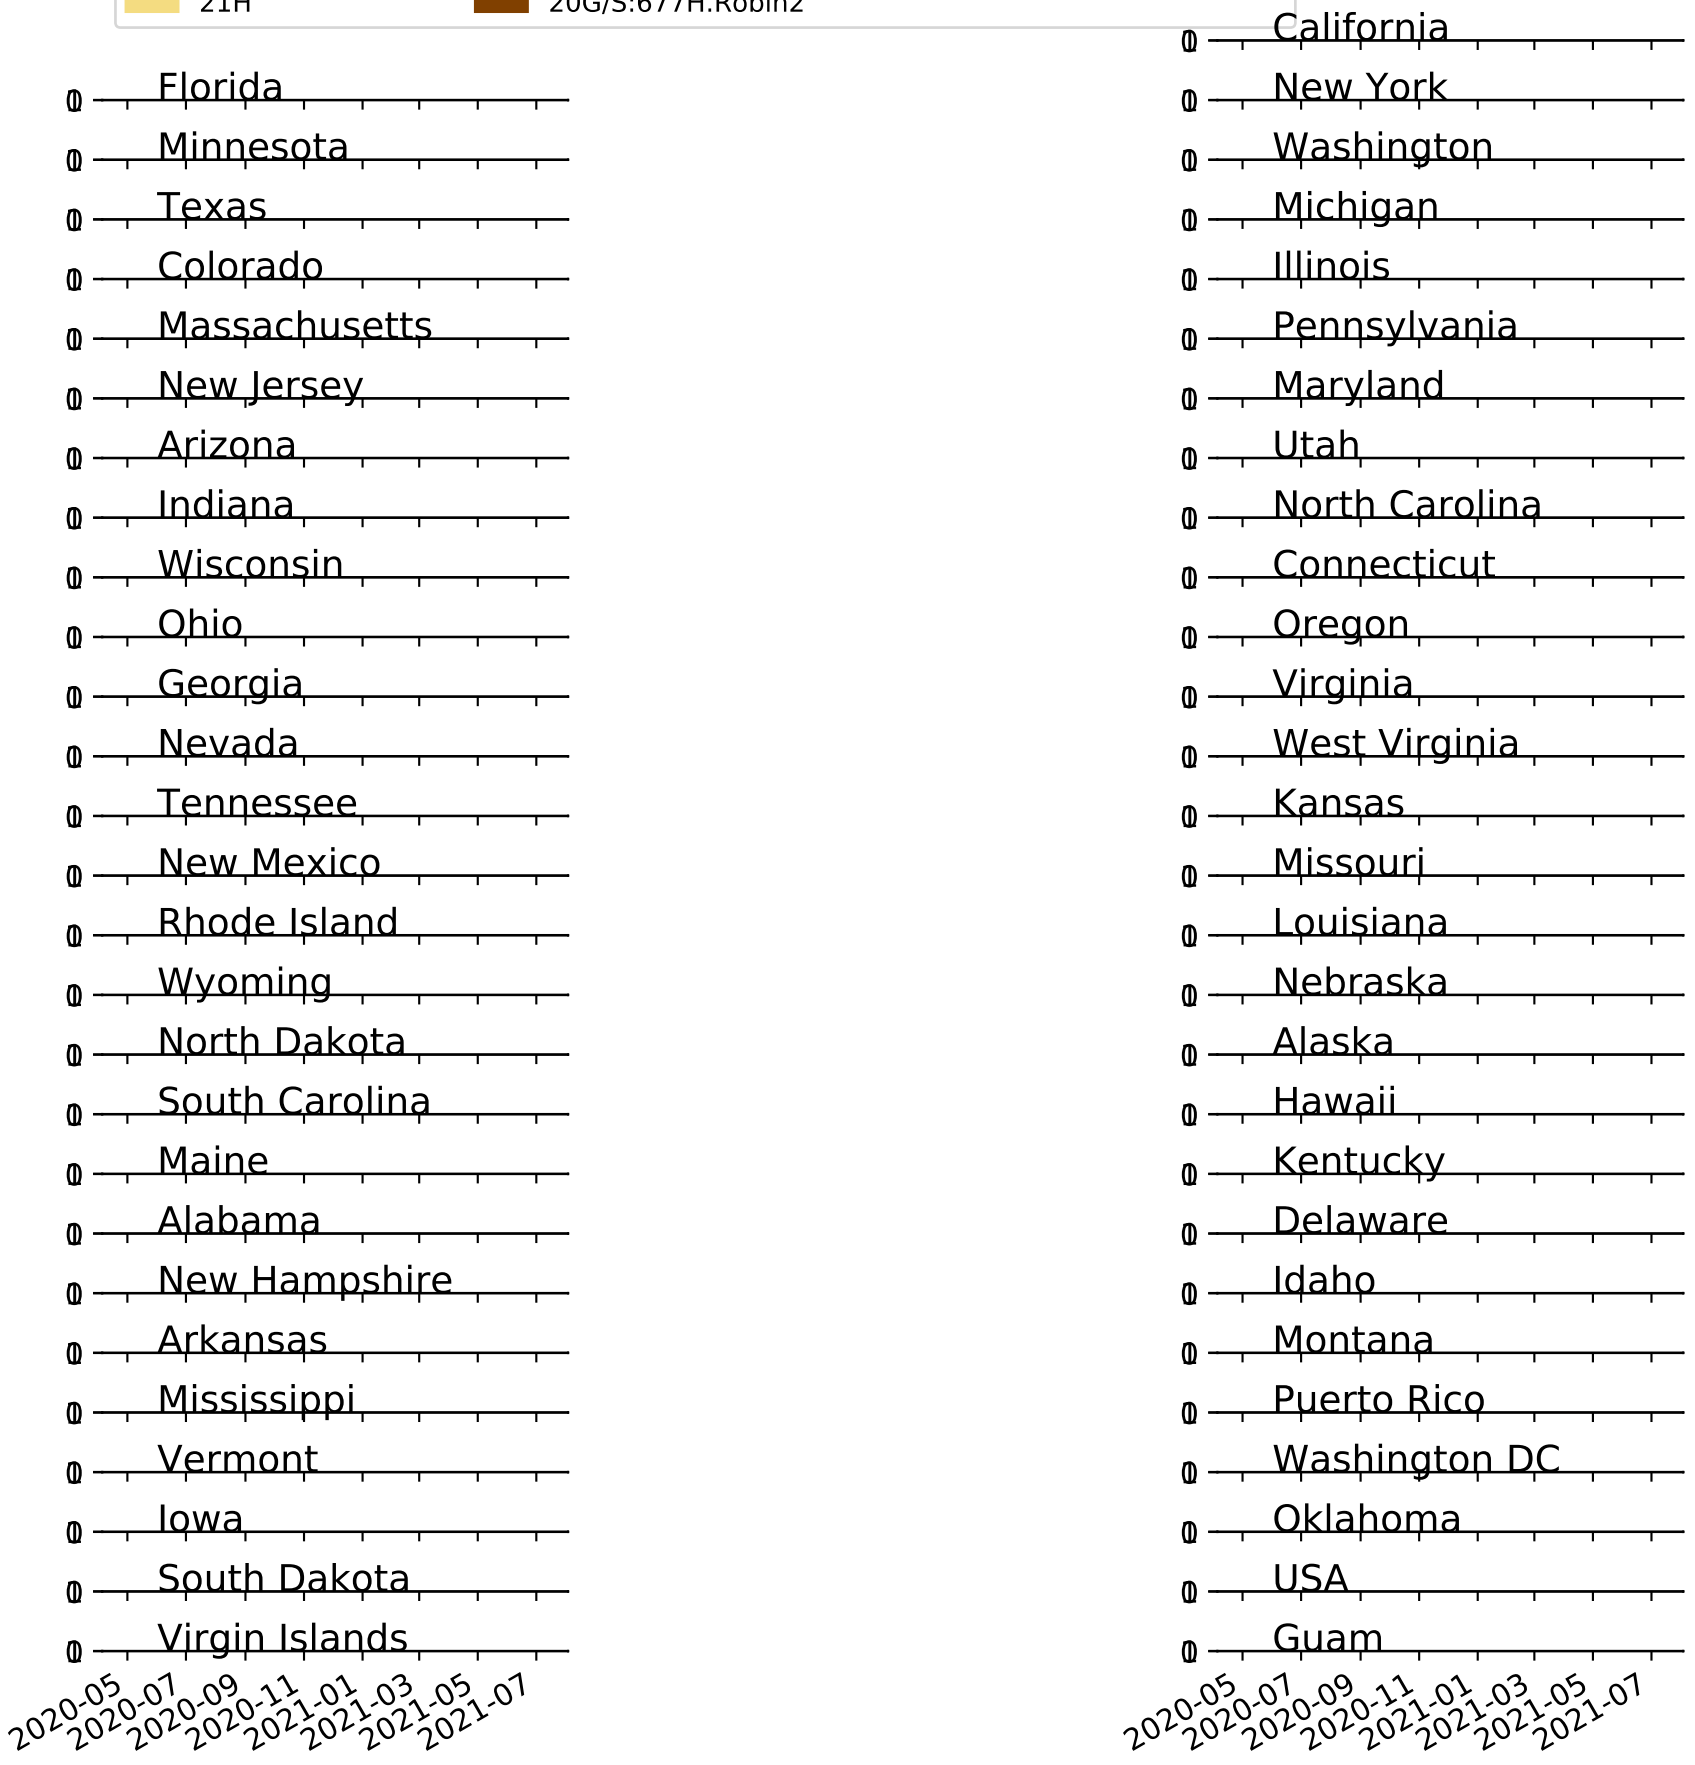 21H 20G/S:677H.Robin2
California
Florida New York
Minnesota Washington
Texas Michigan
Colorado Illinois
Massachusetts Pennsylvania
New Jersey Maryland
Arizona Utah
Indiana North Carolina
Wisconsin Connecticut
Ohio Oregon
Georgia Virginia
Nevada West Virginia
Tennessee Kansas
New Mexico Missouri
Rhode Island Louisiana
Wyoming Nebraska
North Dakota Alaska
South Carolina Hawaii
Maine Kentucky
Alabama Delaware
New Hampshire Idaho
Arkansas Montana
Mississippi Puerto Rico
Vermont Washington DC
Iowa Oklahoma
South Dakota USA
Virgin Islands Guam
2020-05 2020-07 2020-09 2020-11 2021-01 2021-03 2021-05 2021-07 2020-05 2020-07 2020-09 2020-11 2021-01 2021-03 2021-05 2021-07